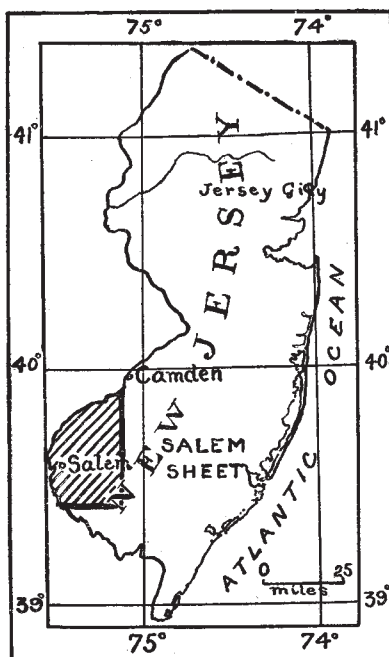 75° 74°
41° 41°
Jersey City
NEW JERSEY
OCEAN
40° 40°
Camden
SALEM
SHEET
Salem
ATLANTIC
0 25
miles
39° 39°
75° 74°